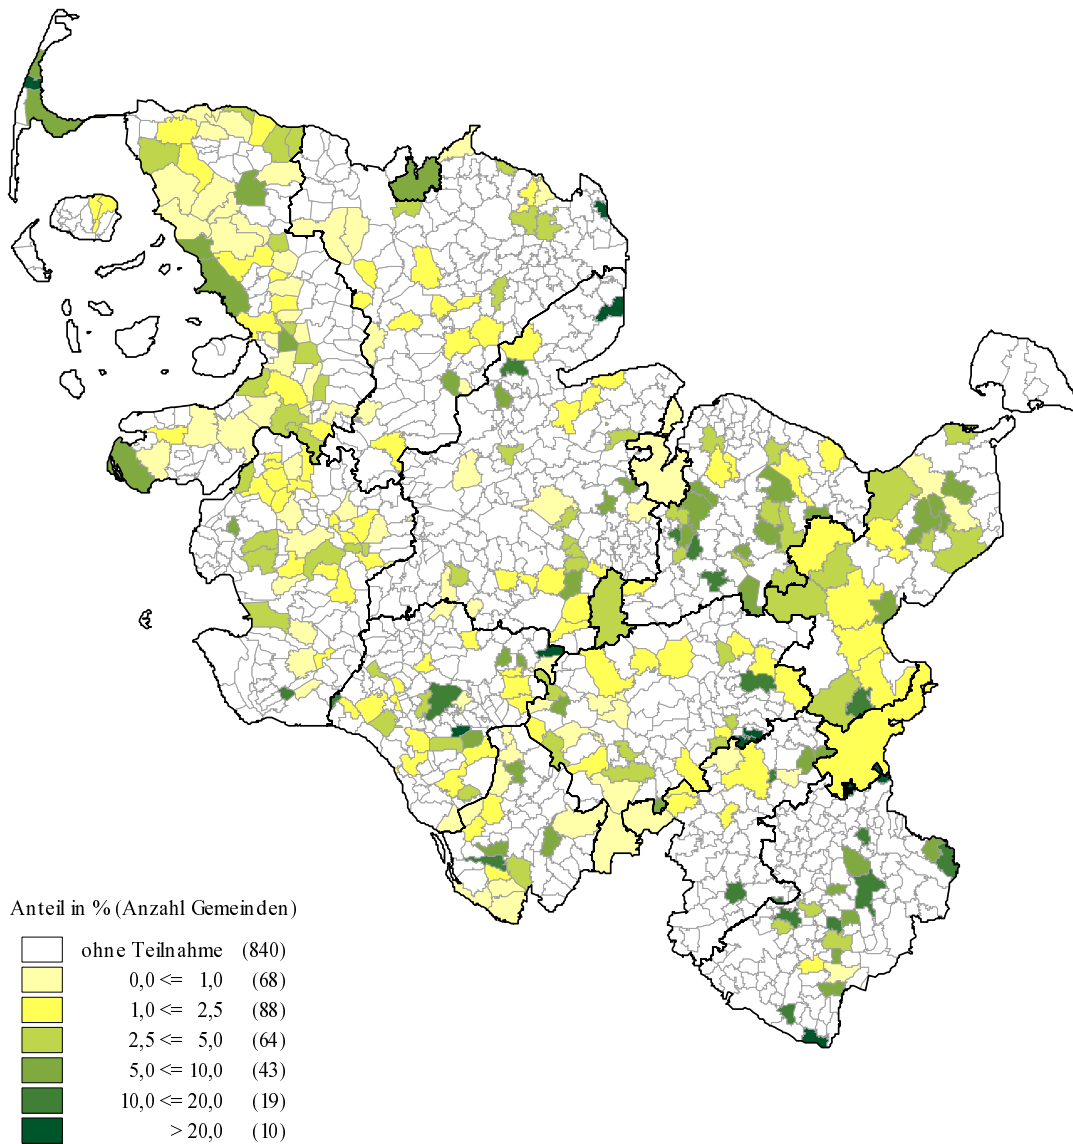 Anteil in % (Anzahl Gemeinden)
ohne Teilnahme (840)
0,0 <= 1,0 (68)
1,0 <= 2,5 (88)
2,5 <= 5,0 (64)
5,0 <= 10,0 (43)
10,0 <= 20,0 (19)
> 20,0 (10)